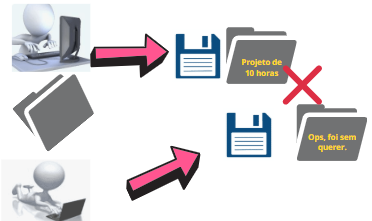 Projeto de
10 horas
Ops, foi sem
querer.